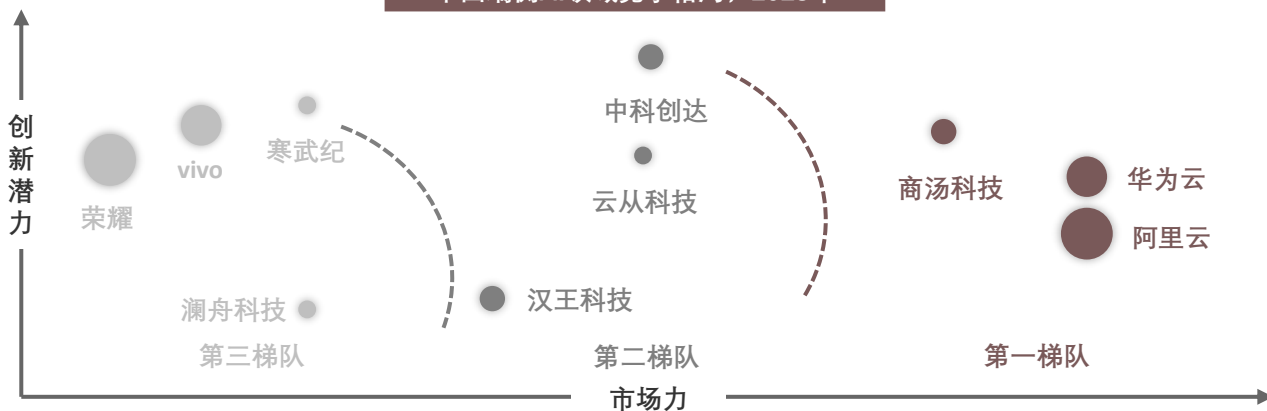 中科创达
创新潜力
寒武纪
vivo
商汤科技
华为云
云从科技
荣耀
阿里云
澜舟科技
汉王科技
第三梯队
第二梯队
第一梯队
市场力